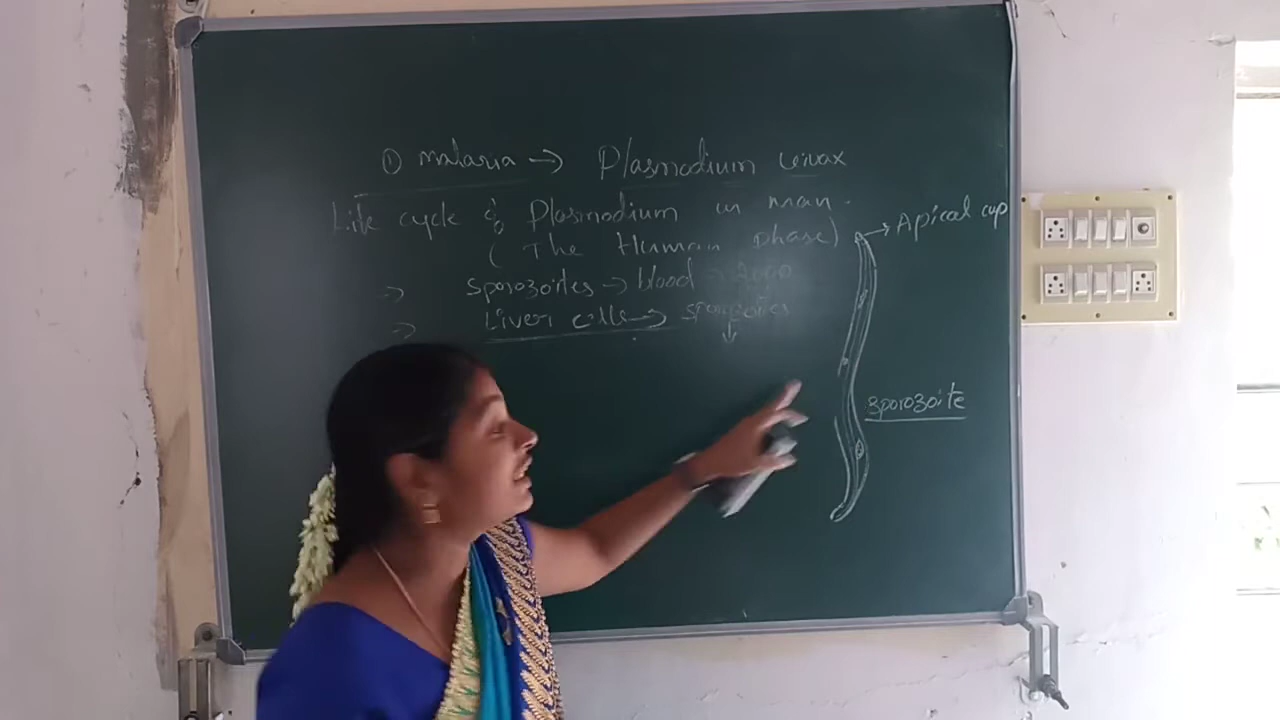 ① malaria → Plasmodium vivax
Life cycle of Plasmodium in man.
( The Human phase)
→ Apical cup
→ sporozoites → blood →
→ Liver cells → sporozoites
↓
sporozoite